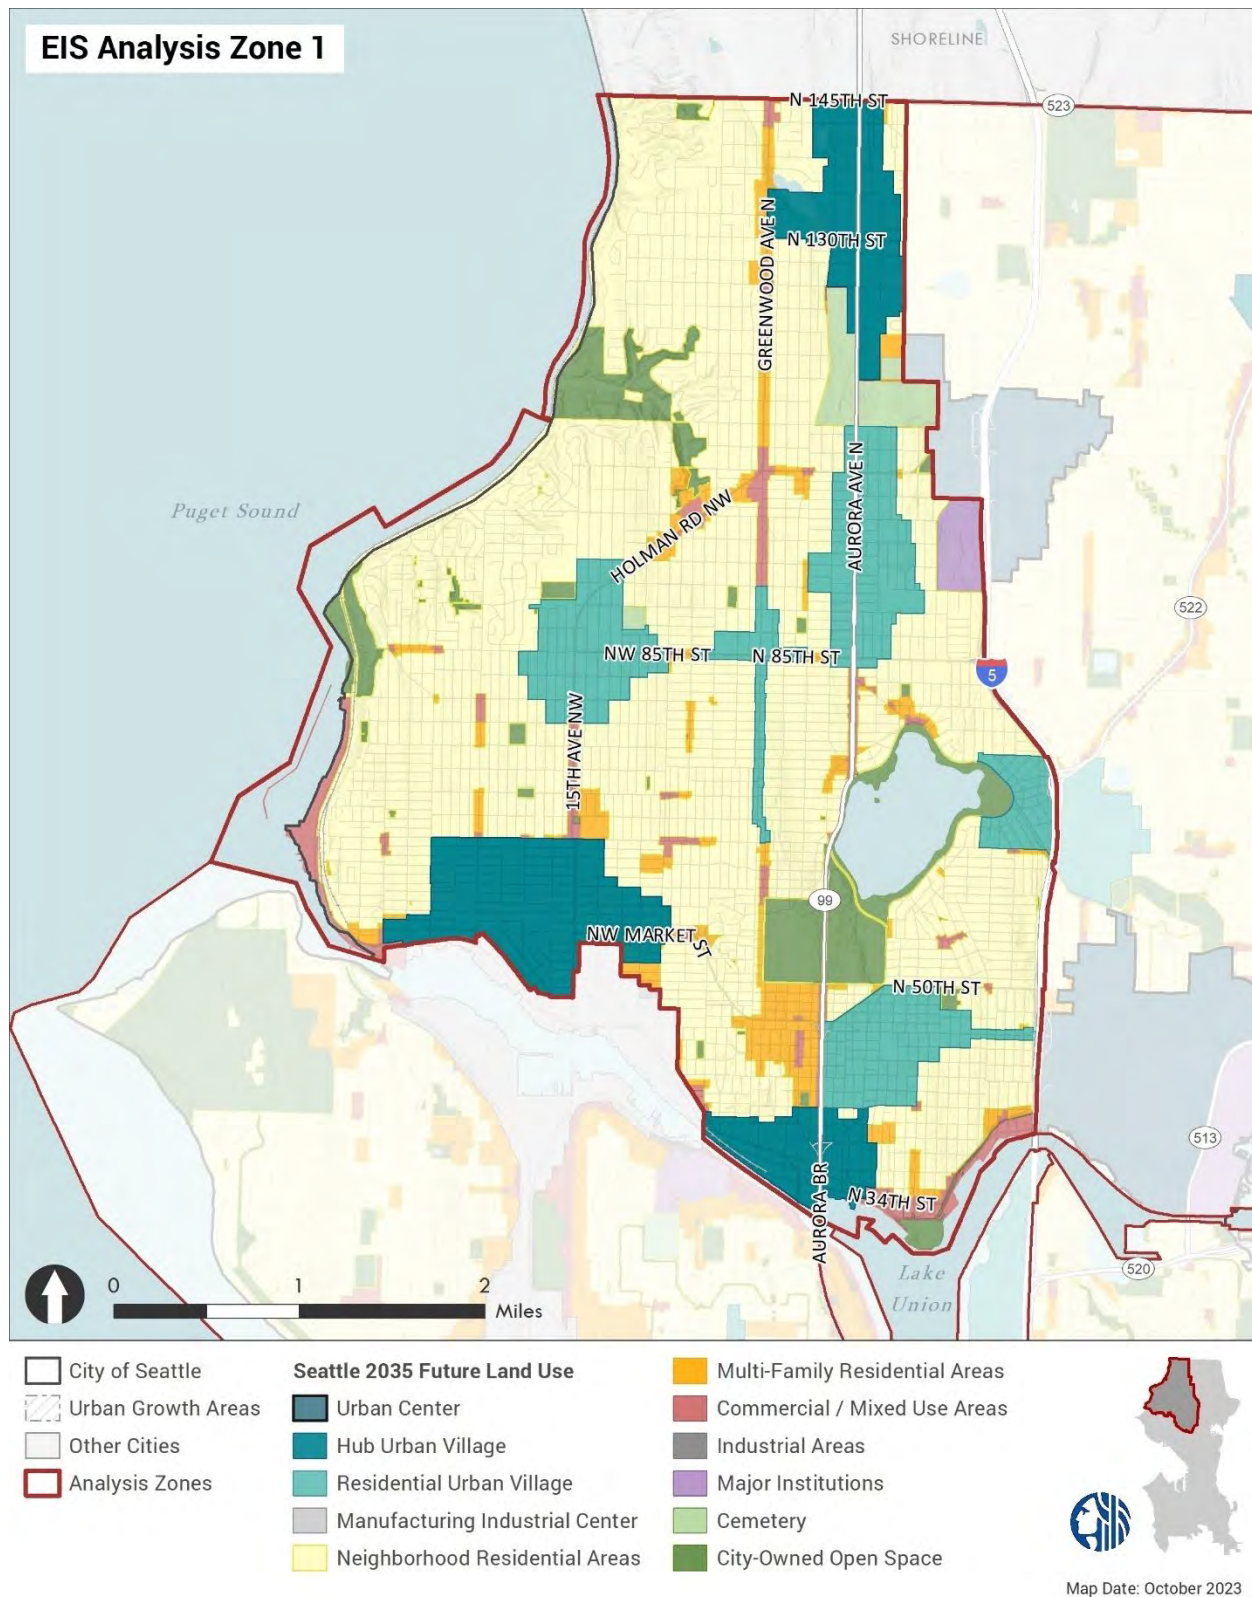 EIS Analysis Zone 1
SHORELINE
N 145TH ST
523
GREENWOOD AVE N
N 130TH ST
AURORA AVE N
Puget Sound
HOLMAN RD NW
522
NW 85TH ST
N 85TH ST
5
15TH AVE NW
99
NW MARKET ST
N 50TH ST
513
AURORA BR
N 34TH ST
520
Lake
Union
0 1 2
Miles
City of Seattle
Urban Growth Areas
Other Cities
Analysis Zones
Seattle 2035 Future Land Use
Urban Center
Hub Urban Village
Residential Urban Village
Manufacturing Industrial Center
Neighborhood Residential Areas
Multi-Family Residential Areas
Commercial / Mixed Use Areas
Industrial Areas
Major Institutions
Cemetery
City-Owned Open Space
Map Date: October 2023